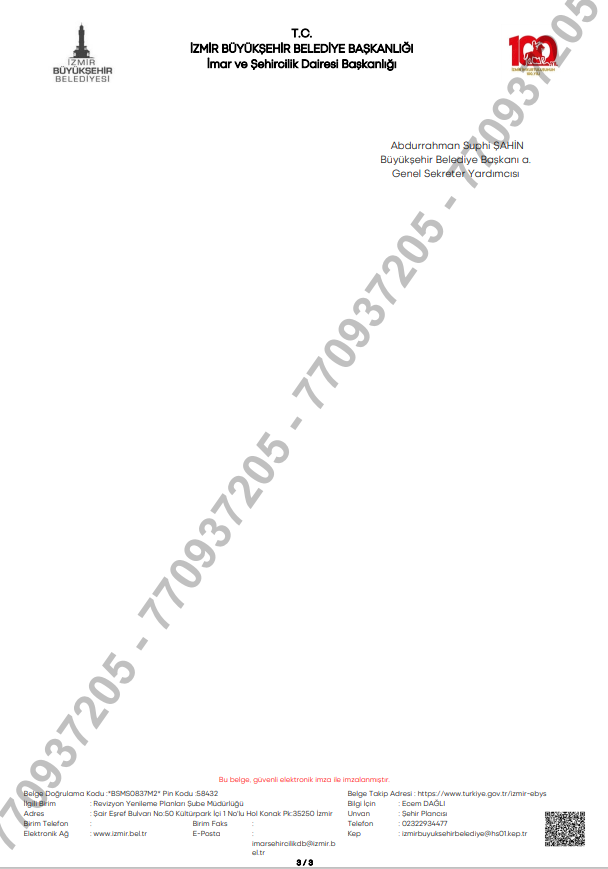 İZMİR
BÜYÜKŞEHİR
BELEDİYESİ
T.C.
İZMİR BÜYÜKŞEHİR BELEDİYE BAŞKANLIĞI
İmar ve Şehircilik Dairesi Başkanlığı
100
Abdurrahman Suphi ŞAHİN
Büyükşehir Belediye Başkanı a.
Genel Sekreter Yardımcısı
770937205 - 770937205 - 770937205 - 770937205
Bu belge, güvenli elektronik imza ile imzalanmıştır.
Belge Doğrulama Kodu :*BSMS0837M2* Pin Kodu :58432 Belge Takip Adresi : https://www.turkiye.gov.tr/izmir-ebys
İlgili Birim : Revizyon Yenileme Planları Şube Müdürlüğü Bilgi İçin : Ecem DAĞLI
Adres : Şair Eşref Bulvarı No:50 Kültürpark İçi 1 No'lu Hol Konak Pk:35250 İzmir Unvan : Şehir Plancısı
Birim Telefon : Birim Faks : Telefon : 02322934477
Elektronik Ağ : www.izmir.bel.tr E-Posta : Kep : izmirbuyuksehirbelediye@hs01.kep.tr
imarsehircilikdb@izmir.b
el.tr
3 / 3